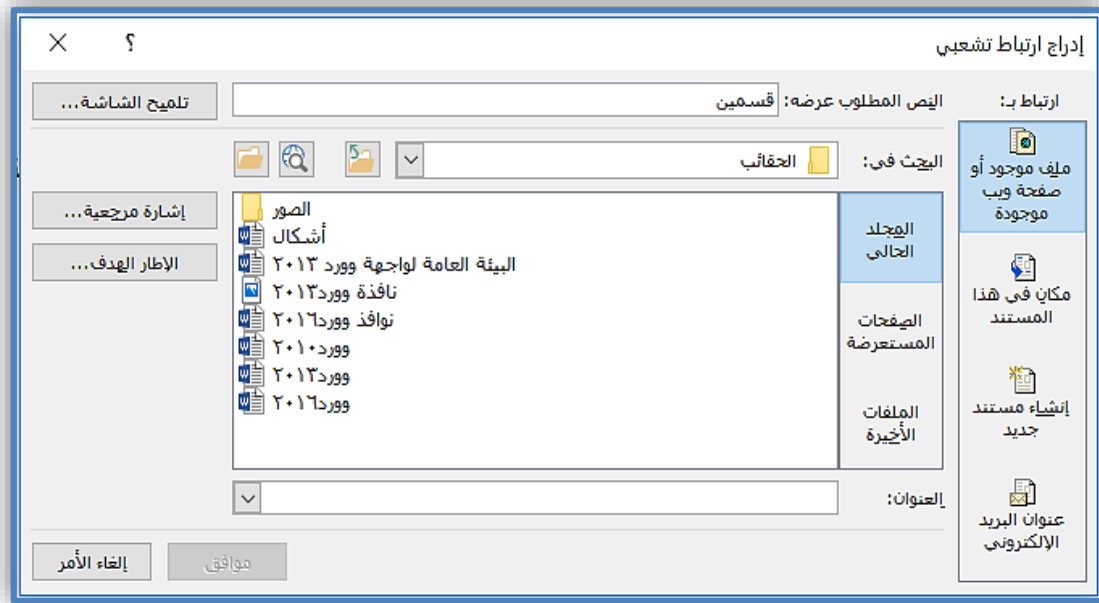 إدراج ارتباط تشعبي
؟
ارتباط بـ:
النص المطلوب عرضه: قسمين
تلميح الشاشة...
ملف موجود أو
صفحة ويب
موجودة
مكان في هذا
المستند
إنشاء مستند
جديد
عنوان البريد
الإلكتروني
البحث في: الحقائب
المجلد
الحالي
الصفحات
المستعرضة
الملفات
الأخيرة
الصور
أشكال
البيئة العامة لواجهة وورد ٢٠١٣
نافذة وورد٢٠١٣
نوافذ وورد٢٠١٦
وورد٢٠١٠
وورد٢٠١٣
وورد٢٠١٦
إشارة مرجعية...
الإطار الهدف...
العنوان:
موافق
إلغاء الأمر